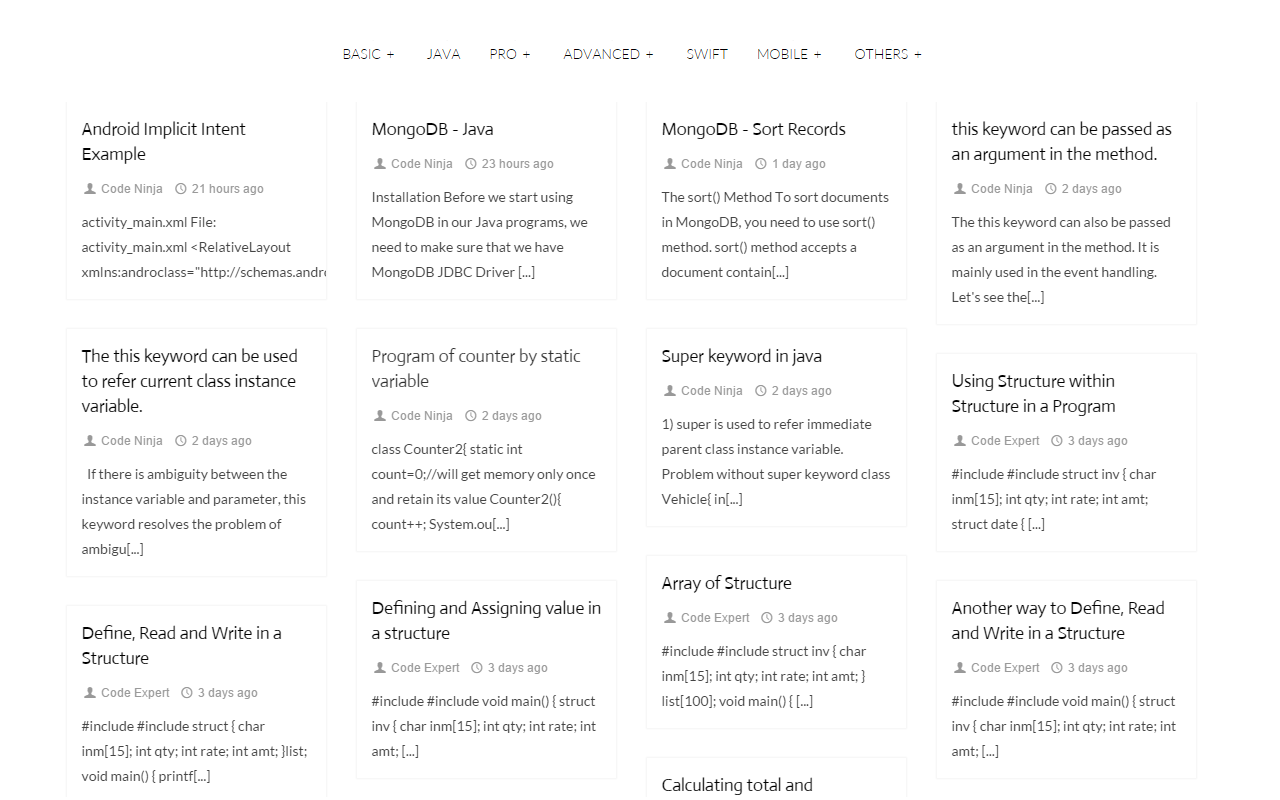 BASIC + JAVA PRO + ADVANCED + SWIFT MOBILE + OTHERS +
Android Implicit Intent
Example
Code Ninja 21 hours ago
activity_main.xml File:
activity_main.xml <RelativeLayout
xmlns:androclass="http://schemas.andro
The this keyword can be used
to refer current class instance
variable.
Code Ninja 2 days ago
If there is ambiguity between the
instance variable and parameter, this
keyword resolves the problem of
ambigu[...]
Define, Read and Write in a
Structure
Code Expert 3 days ago
#include #include struct { char
inm[15]; int qty; int rate; int amt; }list;
void main() { printf[...]
MongoDB - Java
Code Ninja 23 hours ago
Installation Before we start using
MongoDB in our Java programs, we
need to make sure that we have
MongoDB JDBC Driver [...]
Program of counter by static
variable
Code Ninja 2 days ago
class Counter2{ static int
count=0;//will get memory only once
and retain its value Counter2(){
count++; System.ou[...]
Defining and Assigning value in
a structure
Code Expert 3 days ago
#include #include void main() { struct
inv { char inm[15]; int qty; int rate; int
amt; [...]
MongoDB - Sort Records
Code Ninja 1 day ago
The sort() Method To sort documents
in MongoDB, you need to use sort()
method. sort() method accepts a
document contain[...]
Super keyword in java
Code Ninja 2 days ago
1) super is used to refer immediate
parent class instance variable.
Problem without super keyword class
Vehicle{ in[...]
Array of Structure
Code Expert 3 days ago
#include #include struct inv { char
inm[15]; int qty; int rate; int amt; }
list[100]; void main() { [...]
Calculating total and
this keyword can be passed as
an argument in the method.
Code Ninja 2 days ago
The this keyword can also be passed
as an argument in the method. It is
mainly used in the event handling.
Let's see the[...]
Using Structure within
Structure in a Program
Code Expert 3 days ago
#include #include struct inv { char
inm[15]; int qty; int rate; int amt;
struct date { [...]
Another way to Define, Read
and Write in a Structure
Code Expert 3 days ago
#include #include void main() { struct
inv { char inm[15]; int qty; int rate; int
amt; [...]